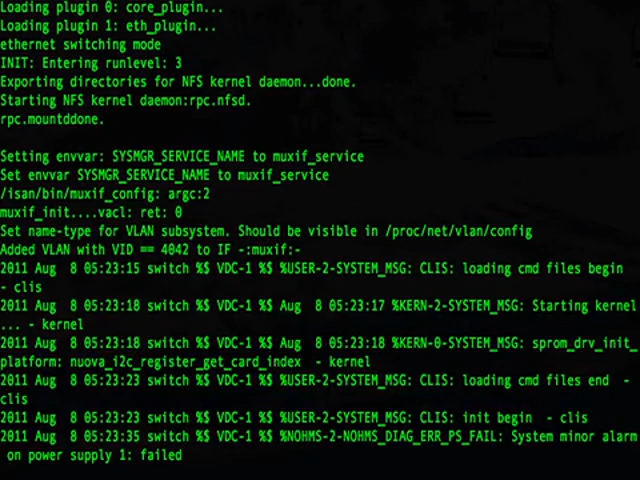 Loading plugin 0: core_plugin...
Loading plugin 1: eth_plugin...
ethernet switching mode
INIT: Entering runlevel: 3
Exporting directories for NFS kernel daemon...done.
Starting NFS kernel daemon:rpc.nfsd.
rpc.mountddone.
Setting envvar: SYSMGR_SERVICE_NAME to muxif_service
Set envvar SYSMGR_SERVICE_NAME to muxif_service
/isan/bin/muxif_config: argc:2
muxif_init....vacl: ret: 0
Set name-type for VLAN subsystem. Should be visible in /proc/net/vlan/config
Added VLAN with VID == 4042 to IF -:muxif:-
2011 Aug  8 05:23:15 switch %$ VDC-1 %$ %USER-2-SYSTEM_MSG: CLIS: loading cmd files begin
- clis
2011 Aug  8 05:23:18 switch %$ VDC-1 %$ Aug  8 05:23:17 %KERN-2-SYSTEM_MSG: Starting kernel
... - kernel
2011 Aug  8 05:23:18 switch %$ VDC-1 %$ Aug  8 05:23:18 %KERN-0-SYSTEM_MSG: sprom_drv_init_
platform: nuova_i2c_register_get_card_index  - kernel
2011 Aug  8 05:23:23 switch %$ VDC-1 %$ %USER-2-SYSTEM_MSG: CLIS: loading cmd files end  -
clis
2011 Aug  8 05:23:23 switch %$ VDC-1 %$ %USER-2-SYSTEM_MSG: CLIS: init begin  - clis
2011 Aug  8 05:23:35 switch %$ VDC-1 %$ %NOHMS-2-NOHMS_DIAG_ERR_PS_FAIL: System minor alarm
on power supply 1: failed